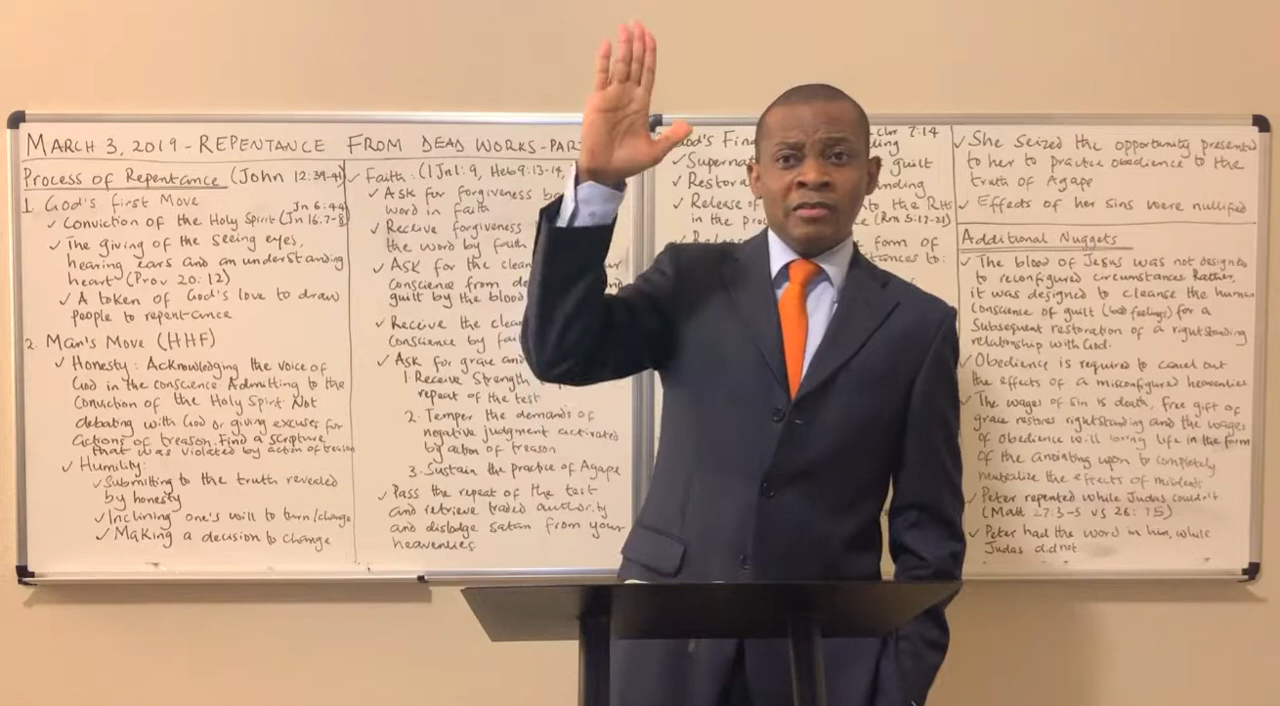 MARCH 3, 2019 - REPENTANCE FROM DEAD WORKS - PAR
Process of Repentance (John 12:39-41)
1. God's first Move Jn 6:44
✓ Conviction of the Holy Spirit (Jn 16:7-8)
✓ The giving of the seeing eyes,
hearing ears and an understanding
heart (Prov 20:12)
✓ A token of God's love to draw
people to repentance
2. Man's Move (HHF)
✓ Honesty: Acknowledging the voice of
God in the conscience. Admitting to the
Conviction of the Holy Spirit. Not
debating with God or giving excuses for
actions of treason. Find a scripture
that was violated by action of treason
✓ Humility:
✓ Submitting to the truth revealed
by honesty
✓ Inclining one's will to turn/change
✓ Making a decision to change
✓ Faith: (1Jn1:9, Heb9:13-14,
✓ Ask for forgiveness
word in faith
✓ Receive forgiveness
the word by faith
✓ Ask for the
Conscience from
guilt by the blood
✓ Receive the
Conscience by
✓ Ask for grace and
1. Receive Strength
repeat of the test
2. Temper the demands of
negative judgment activated
by action of treason
3. Sustain the practice of Agape
✓ Pass the repeat of the test
and retrieve traded authority
and dislodge satan from your
heavenlies.
God's 7:14
✓ guilt
✓
✓ Release of to the RHS
in the (Rm 5:17-21)
✓ form of
to:
✓ She seized the opportunity presented
to her to practice obedience to the
truth of Agape
✓ Effects of her sins were nullified
Additional Nuggets
✓ The blood of Jesus was not designed
to reconfigured circumstances. Rather,
it was designed to cleanse the human
Conscience of guilt (bad feelings) for a
Subsequent restoration of a rightstanding
relationship with God.
✓ Obedience is required to cancel out
the effects of a misconfigured heavenlies
✓ The wages of sin is death, free gift of
grace restores rightstanding and the wages
of obedience will bring life in the form
of the anointing upon to completely
neutralize the effects of misdeeds
✓ Peter repented while Judas couldn't
(Matt 27:3-5 vs 26:75)
✓ Peter had the word in him, while
Judas did not